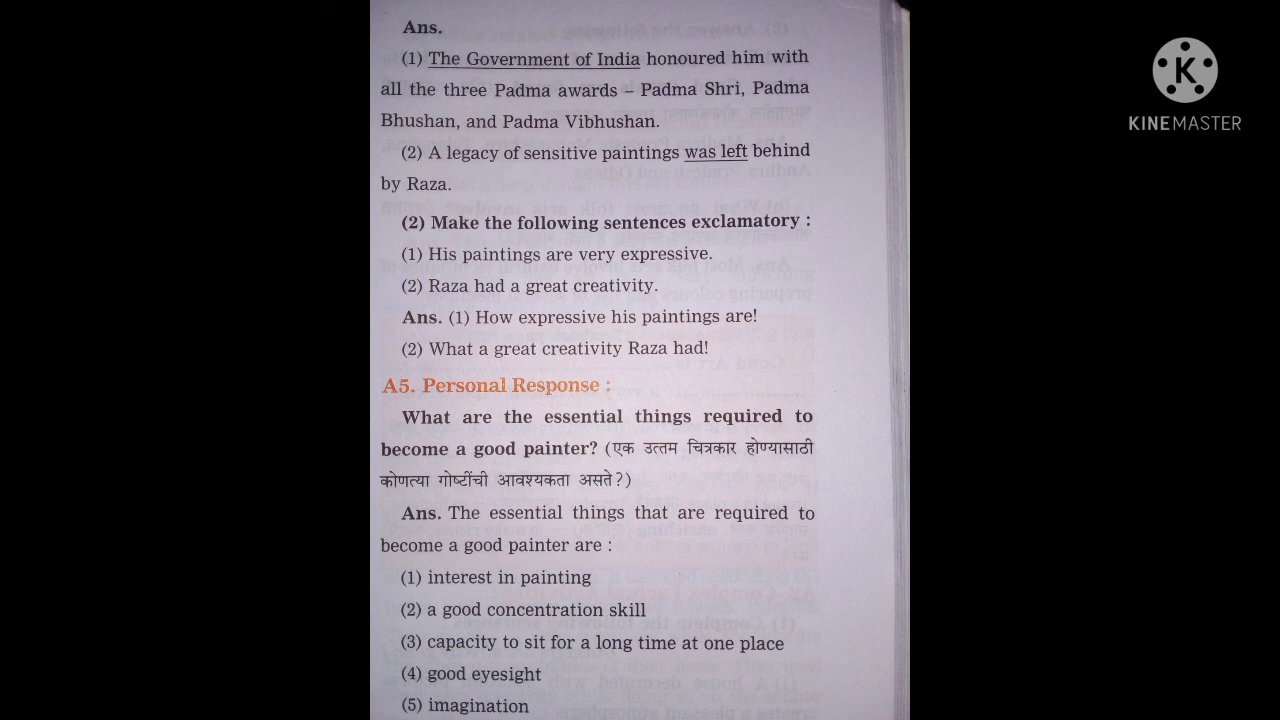 Ans.
(1) The Government of India honoured him with
all the three Padma awards – Padma Shri, Padma
Bhushan, and Padma Vibhushan.
(2) A legacy of sensitive paintings was left behind
by Raza.
(2) Make the following sentences exclamatory :
(1) His paintings are very expressive.
(2) Raza had a great creativity.
Ans. (1) How expressive his paintings are!
(2) What a great creativity Raza had!
A5. Personal Response :
What are the essential things required to
become a good painter? (एक उत्तम चित्रकार होण्यासाठी
कोणत्या गोष्टींची आवश्यकता असते?)
Ans. The essential things that are required to
become a good painter are :
(1) interest in painting
(2) a good concentration skill
(3) capacity to sit for a long time at one place
(4) good eyesight
(5) imagination
K
KINEMASTER